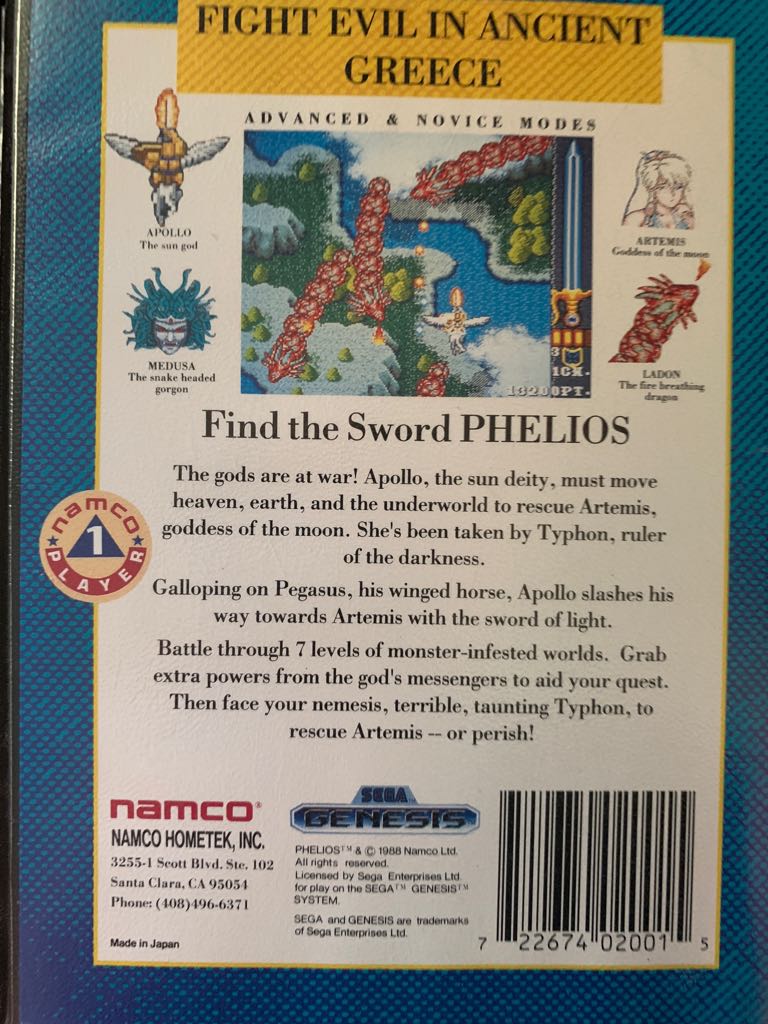 FIGHT EVIL IN ANCIENT
GREECE
ADVANCED & NOVICE MODES
APOLLO
The sun god
ARTEMIS
Goddess of the moon
MEDUSA
The snake headed
gorgon
LADON
The fire breathing
dragon
3
1CR.
13200PT.
Find the Sword PHELIOS
The gods are at war! Apollo, the sun deity, must move
heaven, earth, and the underworld to rescue Artemis,
goddess of the moon. She's been taken by Typhon, ruler
of the darkness.
namco
1
PLAYER
Galloping on Pegasus, his winged horse, Apollo slashes his
way towards Artemis with the sword of light.
Battle through 7 levels of monster-infested worlds. Grab
extra powers from the god's messengers to aid your quest.
Then face your nemesis, terrible, taunting Typhon, to
rescue Artemis -- or perish!
namco®
NAMCO HOMETEK, INC.
3255-1 Scott Blvd. Ste. 102
Santa Clara, CA 95054
Phone: (408)496-6371
Made in Japan
SEGA
GENESIS
PHELIOS™ & © 1988 Namco Ltd.
All rights reserved.
Licensed by Sega Enterprises Ltd.
for play on the SEGA™ GENESIS™
SYSTEM.
SEGA and GENESIS are trademarks
of Sega Enterprises Ltd.
7 22674 02001 5